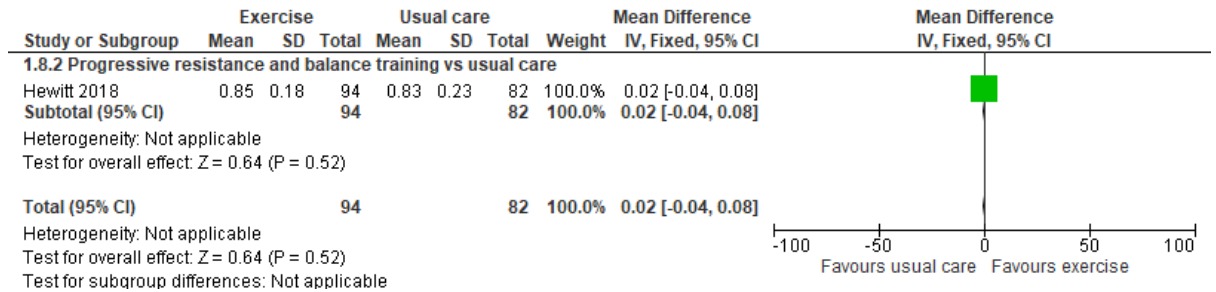 Exercise Usual care Mean Difference Mean Difference
Study or Subgroup Mean SD Total Mean SD Total Weight IV, Fixed, 95% CI IV, Fixed, 95% CI
1.8.2 Progressive resistance and balance training vs usual care
Hewitt 2018 0.85 0.18 94 0.83 0.23 82 100.0% 0.02 [-0.04, 0.08]
Subtotal (95% CI) 94 82 100.0% 0.02 [-0.04, 0.08]
Heterogeneity: Not applicable
Test for overall effect: Z = 0.64 (P = 0.52)
Total (95% CI) 94 82 100.0% 0.02 [-0.04, 0.08]
Heterogeneity: Not applicable
Test for overall effect: Z = 0.64 (P = 0.52)
Test for subgroup differences: Not applicable
-100 -50 0 50 100
Favours usual care Favours exercise